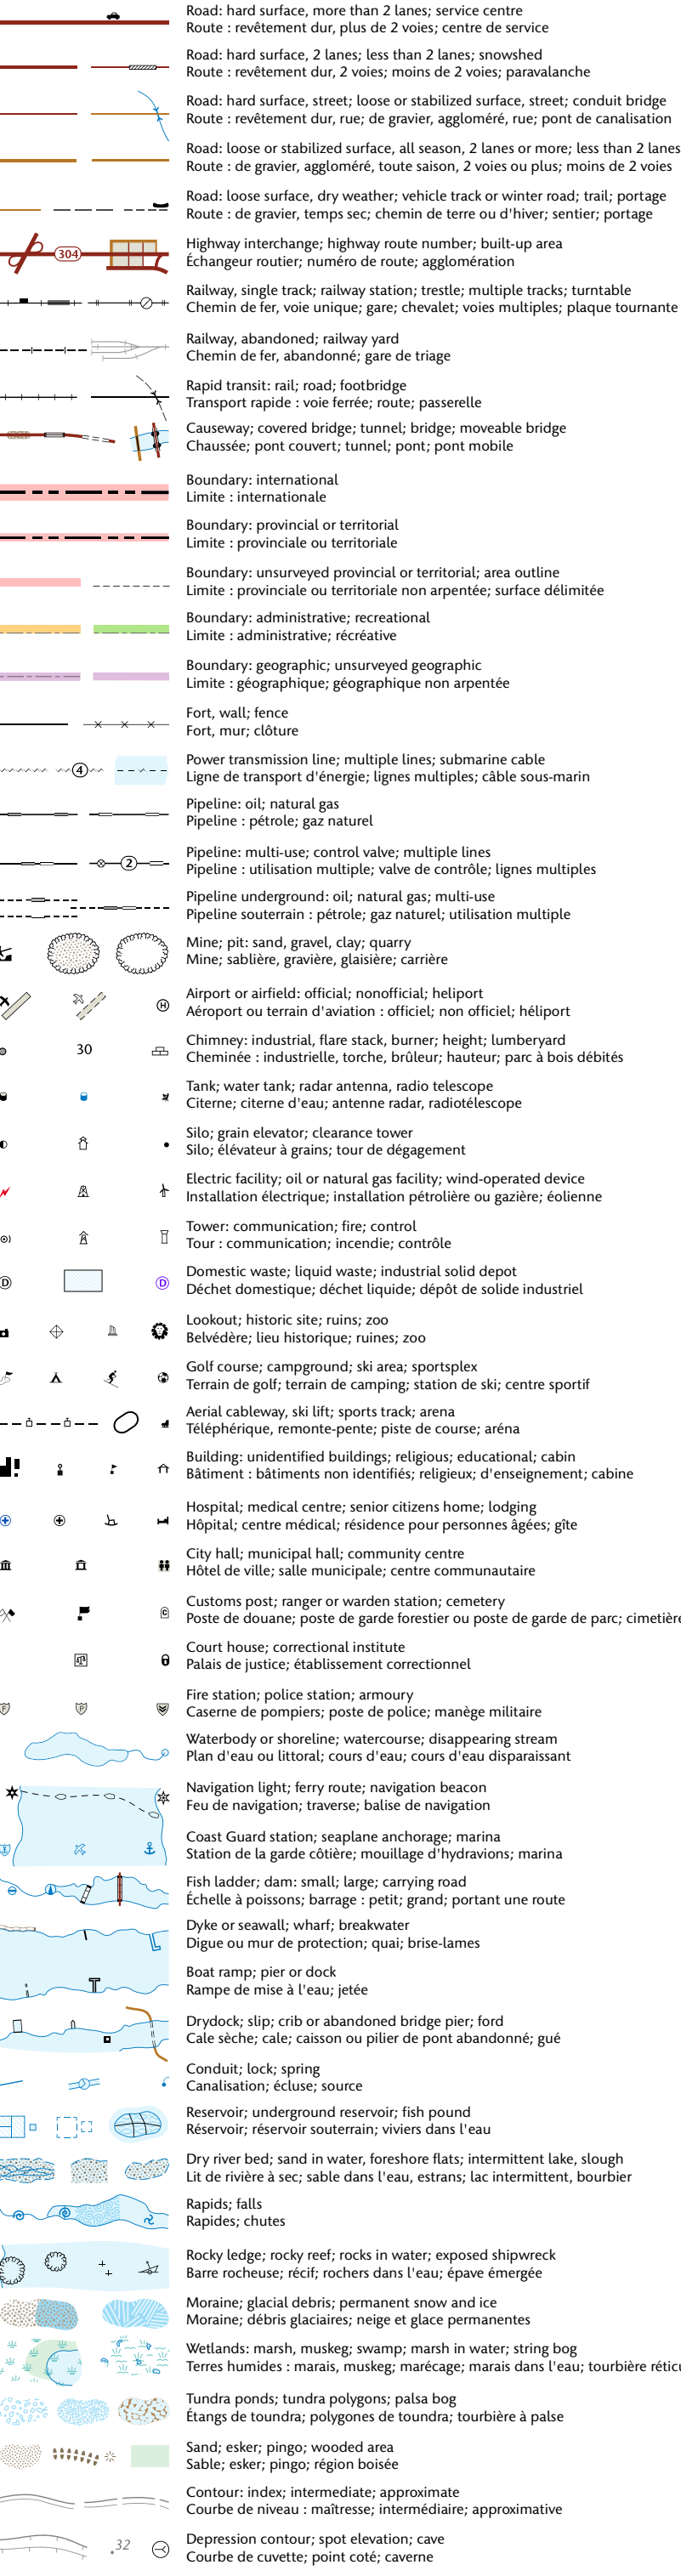 Road: hard surface, more than 2 lanes; service centre
Route : revêtement dur, plus de 2 voies; centre de service
Road: hard surface, 2 lanes; less than 2 lanes; snowshed
Route : revêtement dur, 2 voies; moins de 2 voies; paravalanche
Road: hard surface, street; loose or stabilized surface, street; conduit bridge
Route : revêtement dur, rue; de gravier, aggloméré, rue; pont de canalisation
Road: loose or stabilized surface, all season, 2 lanes or more; less than 2 lanes
Route : de gravier, aggloméré, toute saison, 2 voies ou plus; moins de 2 voies
Road: loose surface, dry weather; vehicle track or winter road; trail; portage
Route : de gravier, temps sec; chemin de terre ou d'hiver; sentier; portage
304
Highway interchange; highway route number; built-up area
Échangeur routier; numéro de route; agglomération
Railway, single track; railway station; trestle; multiple tracks; turntable
Chemin de fer, voie unique; gare; chevalet; voies multiples; plaque tournante
Railway, abandoned; railway yard
Chemin de fer, abandonné; gare de triage
Rapid transit: rail; road; footbridge
Transport rapide : voie ferrée; route; passerelle
Causeway; covered bridge; tunnel; bridge; moveable bridge
Chaussée; pont couvert; tunnel; pont; pont mobile
Boundary: international
Limite : internationale
Boundary: provincial or territorial
Limite : provinciale ou territoriale
Boundary: unsurveyed provincial or territorial; area outline
Limite : provinciale ou territoriale non arpentée; surface délimitée
Boundary: administrative; recreational
Limite : administrative; récréative
Boundary: geographic; unsurveyed geographic
Limite : géographique; géographique non arpentée
Fort, wall; fence
Fort, mur; clôture
4
Power transmission line; multiple lines; submarine cable
Ligne de transport d'énergie; lignes multiples; câble sous-marin
Pipeline: oil; natural gas
Pipeline : pétrole; gaz naturel
2
Pipeline: multi-use; control valve; multiple lines
Pipeline : utilisation multiple; valve de contrôle; lignes multiples
Pipeline underground: oil; natural gas; multi-use
Pipeline souterrain : pétrole; gaz naturel; utilisation multiple
Mine; pit: sand, gravel, clay; quarry
Mine; sablière, gravière, glaisière; carrière
H
Airport or airfield: official; nonofficial; heliport
Aéroport ou terrain d'aviation : officiel; non officiel; héliport
30
Chimney: industrial, flare stack, burner; height; lumberyard
Cheminée : industrielle, torche, brûleur; hauteur; parc à bois débités
Tank; water tank; radar antenna, radio telescope
Citerne; citerne d'eau; antenne radar, radiotélescope
Silo; grain elevator; clearance tower
Silo; élévateur à grains; tour de dégagement
Electric facility; oil or natural gas facility; wind-operated device
Installation électrique; installation pétrolière ou gazière; éolienne
Tower: communication; fire; control
Tour : communication; incendie; contrôle
D D
Domestic waste; liquid waste; industrial solid depot
Déchet domestique; déchet liquide; dépôt de solide industriel
Lookout; historic site; ruins; zoo
Belvédère; lieu historique; ruines; zoo
Golf course; campground; ski area; sportsplex
Terrain de golf; terrain de camping; station de ski; centre sportif
Aerial cableway, ski lift; sports track; arena
Téléphérique, remonte-pente; piste de course; aréna
Building: unidentified buildings; religious; educational; cabin
Bâtiment : bâtiments non identifiés; religieux; d'enseignement; cabine
Hospital; medical centre; senior citizens home; lodging
Hôpital; centre médical; résidence pour personnes âgées; gîte
City hall; municipal hall; community centre
Hôtel de ville; salle municipale; centre communautaire
C
Customs post; ranger or warden station; cemetery
Poste de douane; poste de garde forestier ou poste de garde de parc; cimetière
Court house; correctional institute
Palais de justice; établissement correctionnel
F P
Fire station; police station; armoury
Caserne de pompiers; poste de police; manège militaire
Waterbody or shoreline; watercourse; disappearing stream
Plan d'eau ou littoral; cours d'eau; cours d'eau disparaissant
Navigation light; ferry route; navigation beacon
Feu de navigation; traverse; balise de navigation
Coast Guard station; seaplane anchorage; marina
Station de la garde côtière; mouillage d'hydravions; marina
Fish ladder; dam: small; large; carrying road
Échelle à poissons; barrage : petit; grand; portant une route
Dyke or seawall; wharf; breakwater
Digue ou mur de protection; quai; brise-lames
Boat ramp; pier or dock
Rampe de mise à l'eau; jetée
Drydock; slip; crib or abandoned bridge pier; ford
Cale sèche; cale; caisson ou pilier de pont abandonné; gué
Conduit; lock; spring
Canalisation; écluse; source
Reservoir; underground reservoir; fish pound
Réservoir; réservoir souterrain; viviers dans l'eau
Dry river bed; sand in water, foreshore flats; intermittent lake, slough
Lit de rivière à sec; sable dans l'eau, estrans; lac intermittent, bourbier
Rapids; falls
Rapides; chutes
Rocky ledge; rocky reef; rocks in water; exposed shipwreck
Barre rocheuse; récif; rochers dans l'eau; épave émergée
Moraine; glacial debris; permanent snow and ice
Moraine; débris glaciaires; neige et glace permanentes
Wetlands: marsh, muskeg; swamp; marsh in water; string bog
Terres humides : marais, muskeg; marécage; marais dans l'eau; tourbière réticu
Tundra ponds; tundra polygons; palsa bog
Étangs de toundra; polygones de toundra; tourbière à palse
Sand; esker; pingo; wooded area
Sable; esker; pingo; région boisée
Contour: index; intermediate; approximate
Courbe de niveau : maîtresse; intermédiaire; approximative
.32
Depression contour; spot elevation; cave
Courbe de cuvette; point coté; caverne